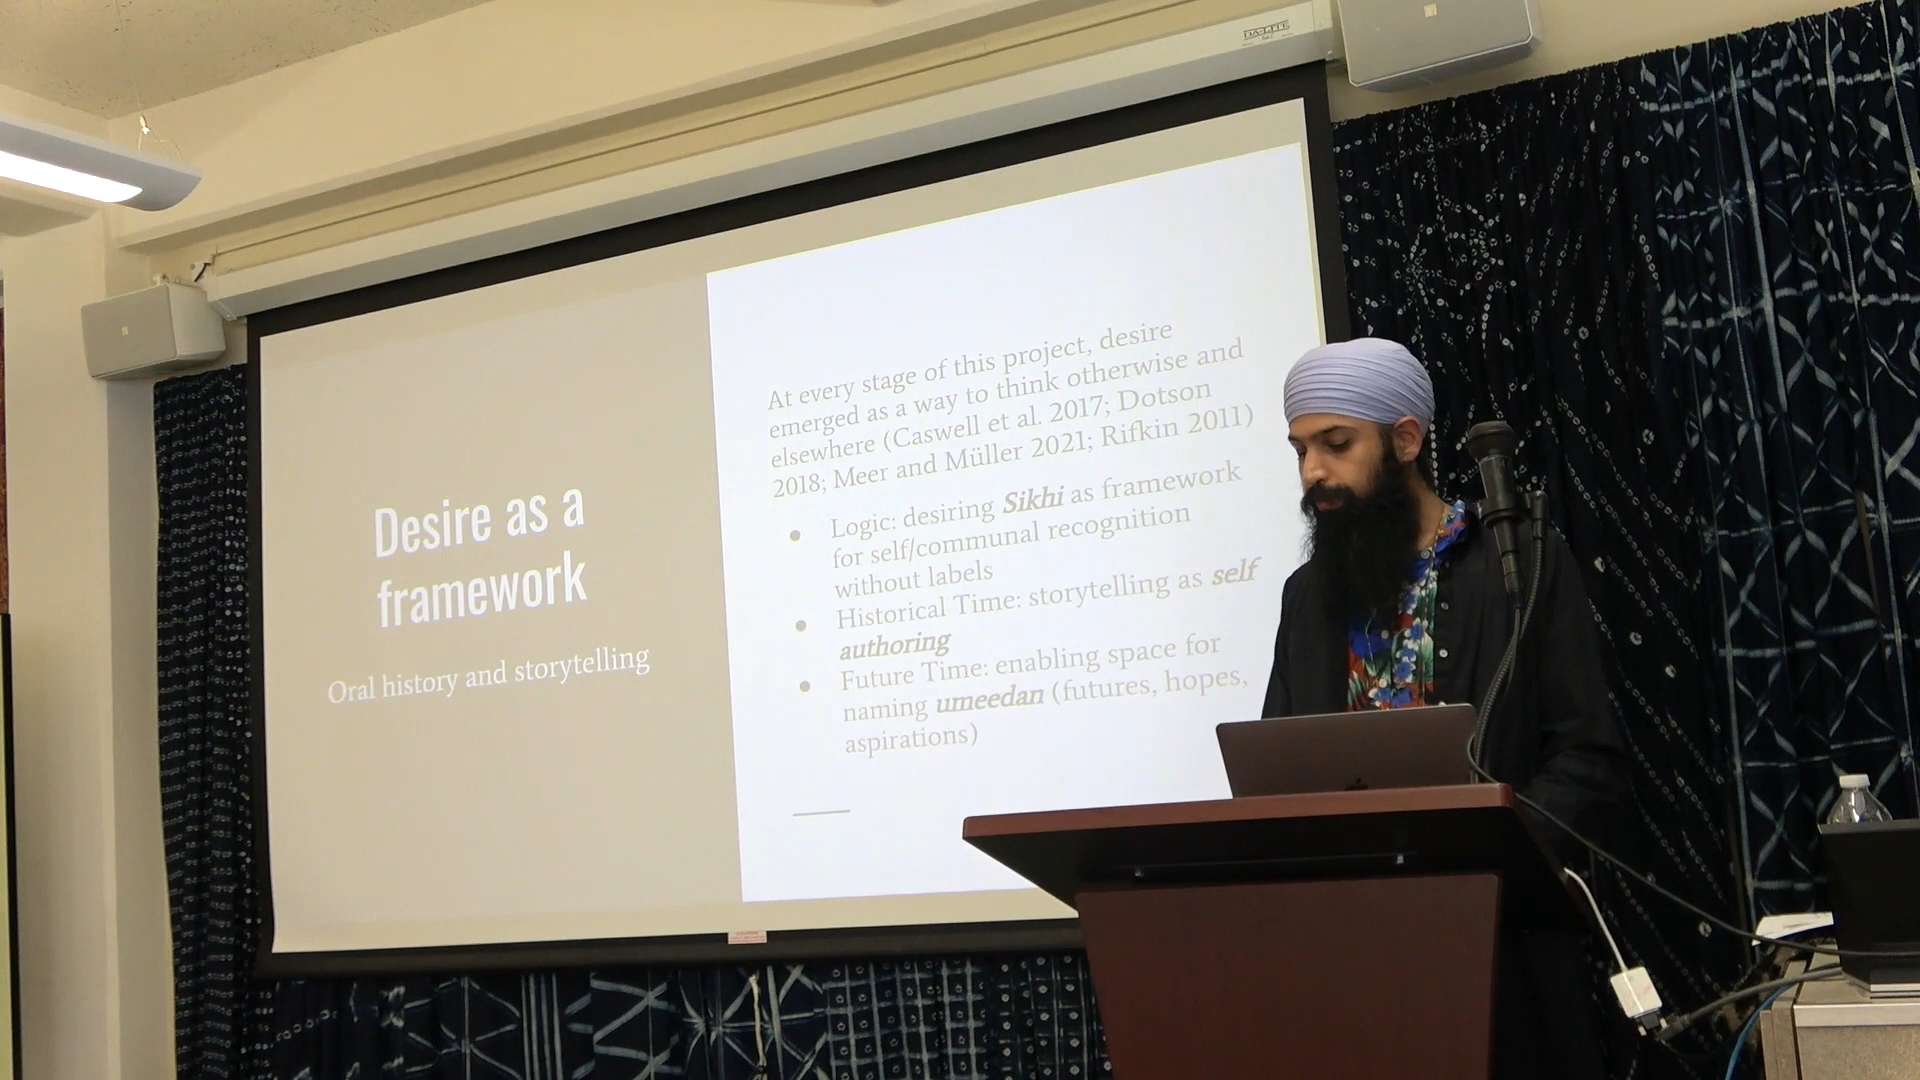 DA-LITE
Desire as a
framework
Oral history and storytelling
At every stage of this project, desire
emerged as a way to think otherwise and
elsewhere (Caswell et al. 2017; Dotson
2018; Meer and Müller 2021; Rifkin 2011)
● Logic: desiring Sikhi as framework
for self/communal recognition
without labels
● Historical Time: storytelling as self
authoring
● Future Time: enabling space for
naming umeedan (futures, hopes,
aspirations)